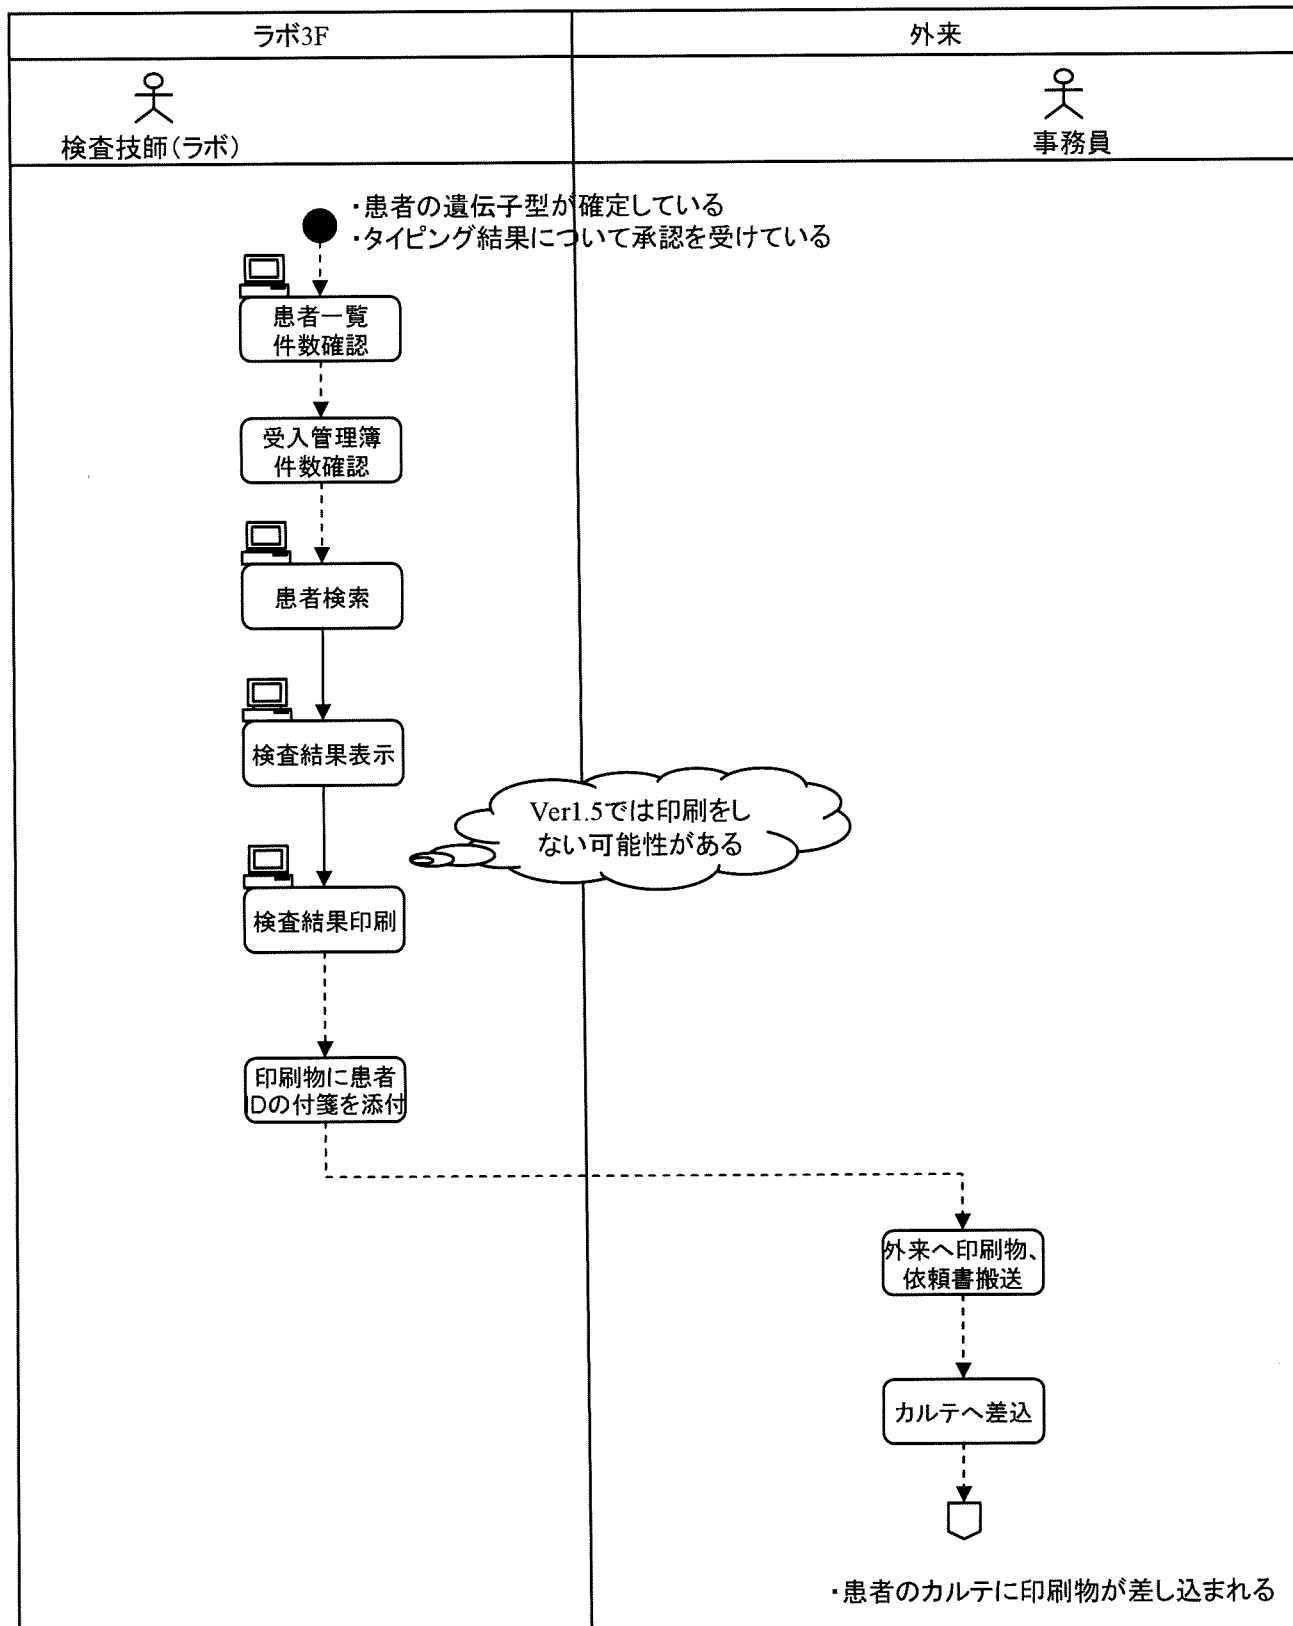 ラボ3F
外来
検査技師(ラボ)
事務員
・患者の遺伝子型が確定している
・タイピング結果について承認を受けている
患者一覧
件数確認
受入管理簿
件数確認
患者検索
検査結果表示
Ver1.5では印刷をし
ない可能性がある
検査結果印刷
印刷物に患者
IDの付箋を添付
外来へ印刷物、
依頼書搬送
カルテへ差込
・患者のカルテに印刷物が差し込まれる